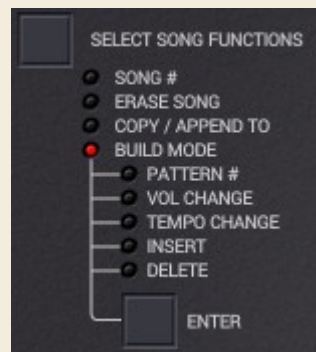 SELECT SONG FUNCTIONS
SONG #
ERASE SONG
COPY / APPEND TO
BUILD MODE
PATTERN #
VOL CHANGE
TEMPO CHANGE
INSERT
DELETE
ENTER